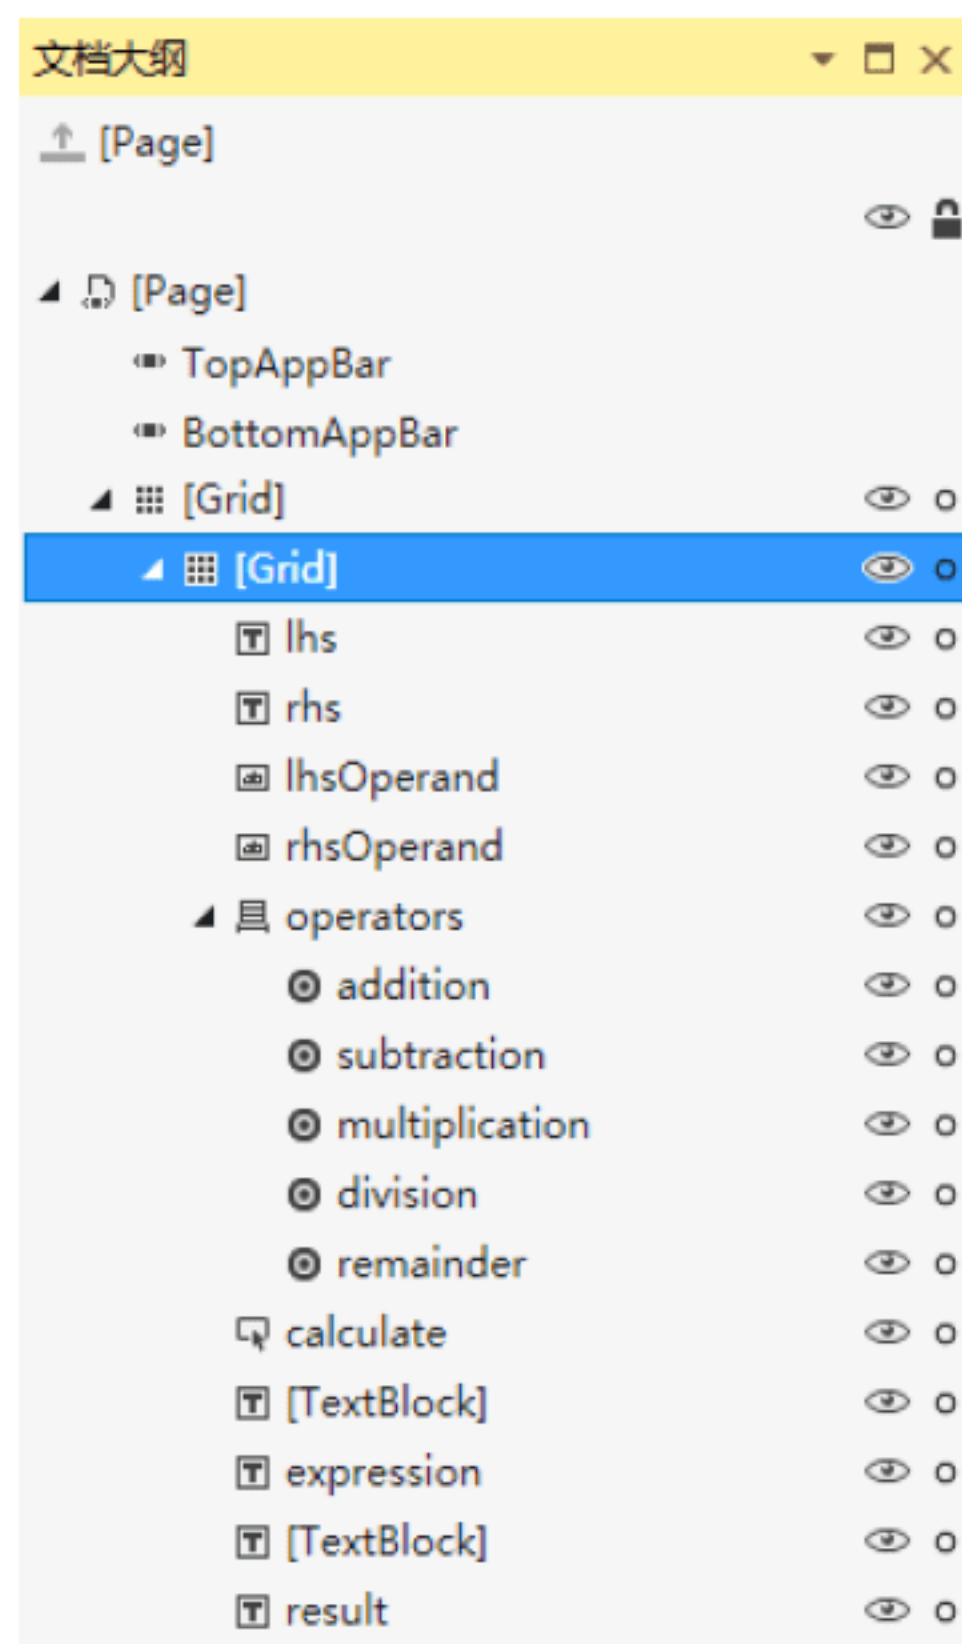 文档大纲
[Page]
[Page]
TopAppBar
BottomAppBar
[Grid]
[Grid]
lhs
rhs
lhsOperand
rhsOperand
operators
addition
subtraction
multiplication
division
remainder
calculate
[TextBlock]
expression
[TextBlock]
result